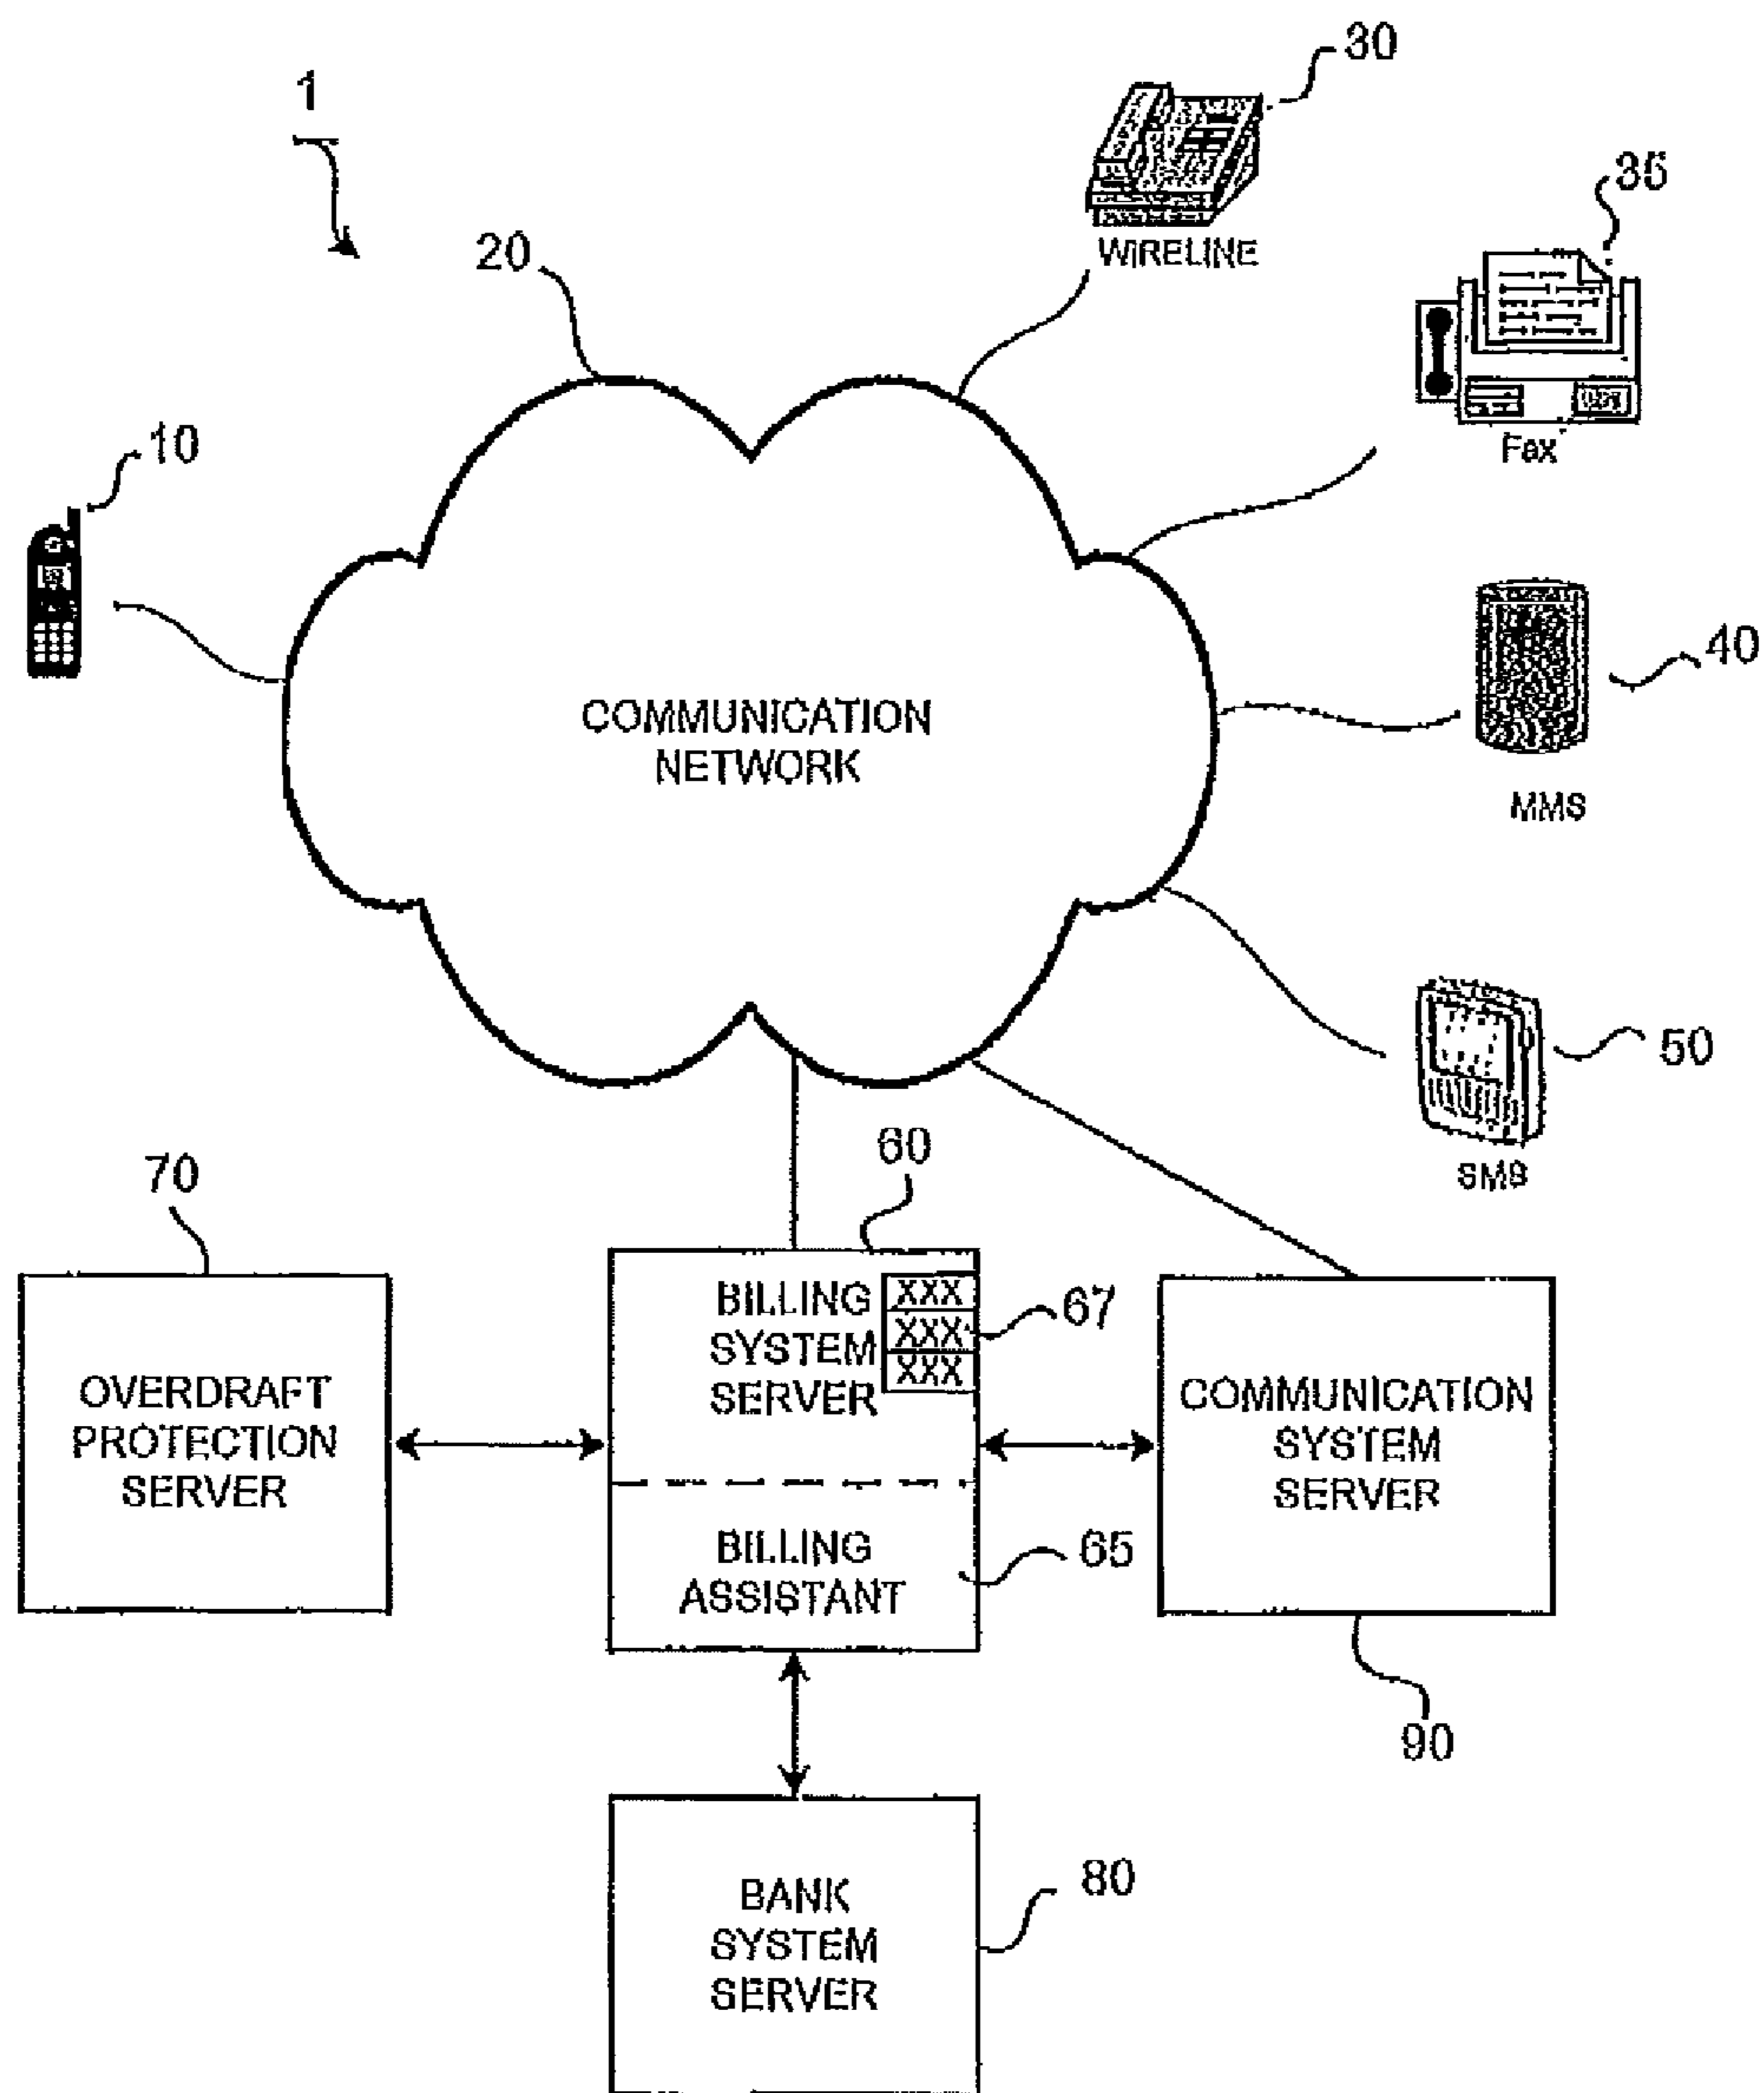 1
30
WIRELINE
35
Fax
20
10
COMMUNICATION
NETWORK
40
MMS
50
SMS
60
70
BILLING
SYSTEM
SERVER
XXX
XXX
XXX
67
OVERDRAFT
PROTECTION
SERVER
COMMUNICATION
SYSTEM
SERVER
BILLING
ASSISTANT
65
90
BANK
SYSTEM
SERVER
80